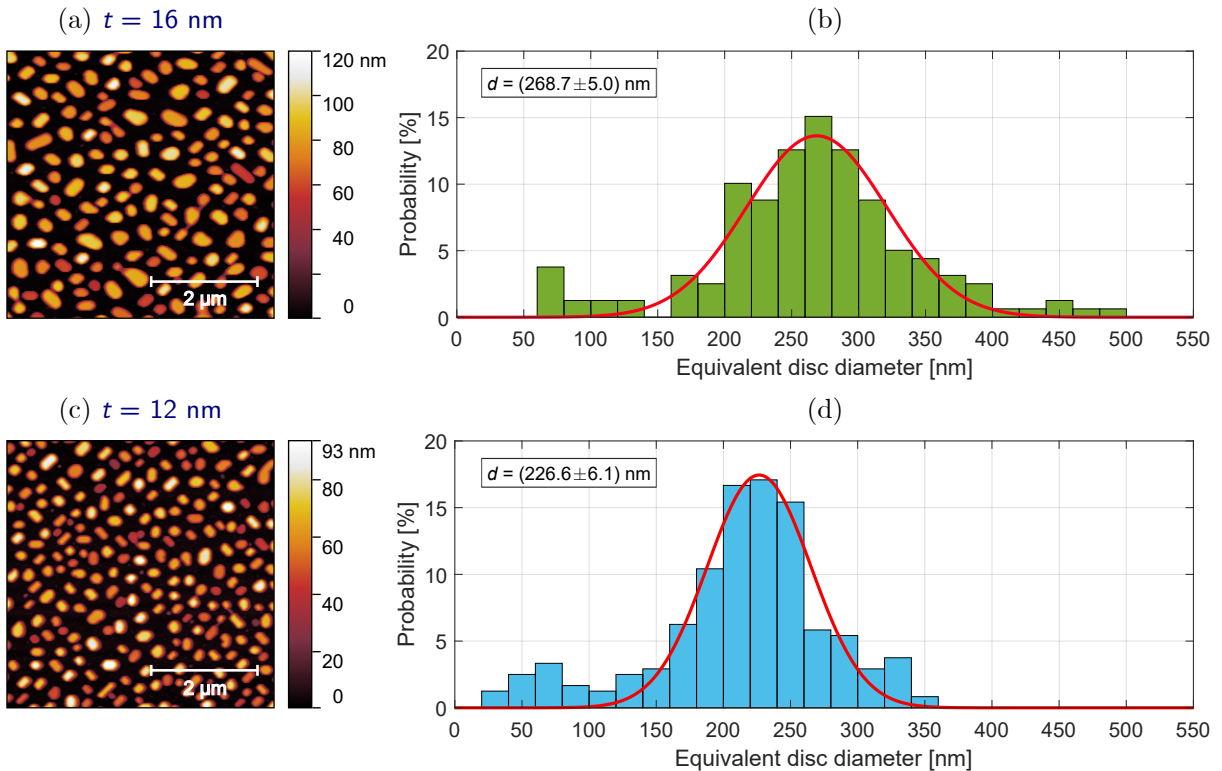 (a) t = 16 nm
120 nm
100
80
60
40
0
2 µm
(b)
d = (268.7±5.0) nm
Probability [%]
20
15
10
5
0
0 50 100 150 200 250 300 350 400 450 500 550
Equivalent disc diameter [nm]
(c) t = 12 nm
93 nm
80
60
40
20
0
2 µm
(d)
d = (226.6±6.1) nm
Probability [%]
20
15
10
5
0
0 50 100 150 200 250 300 350 400 450 500 550
Equivalent disc diameter [nm]